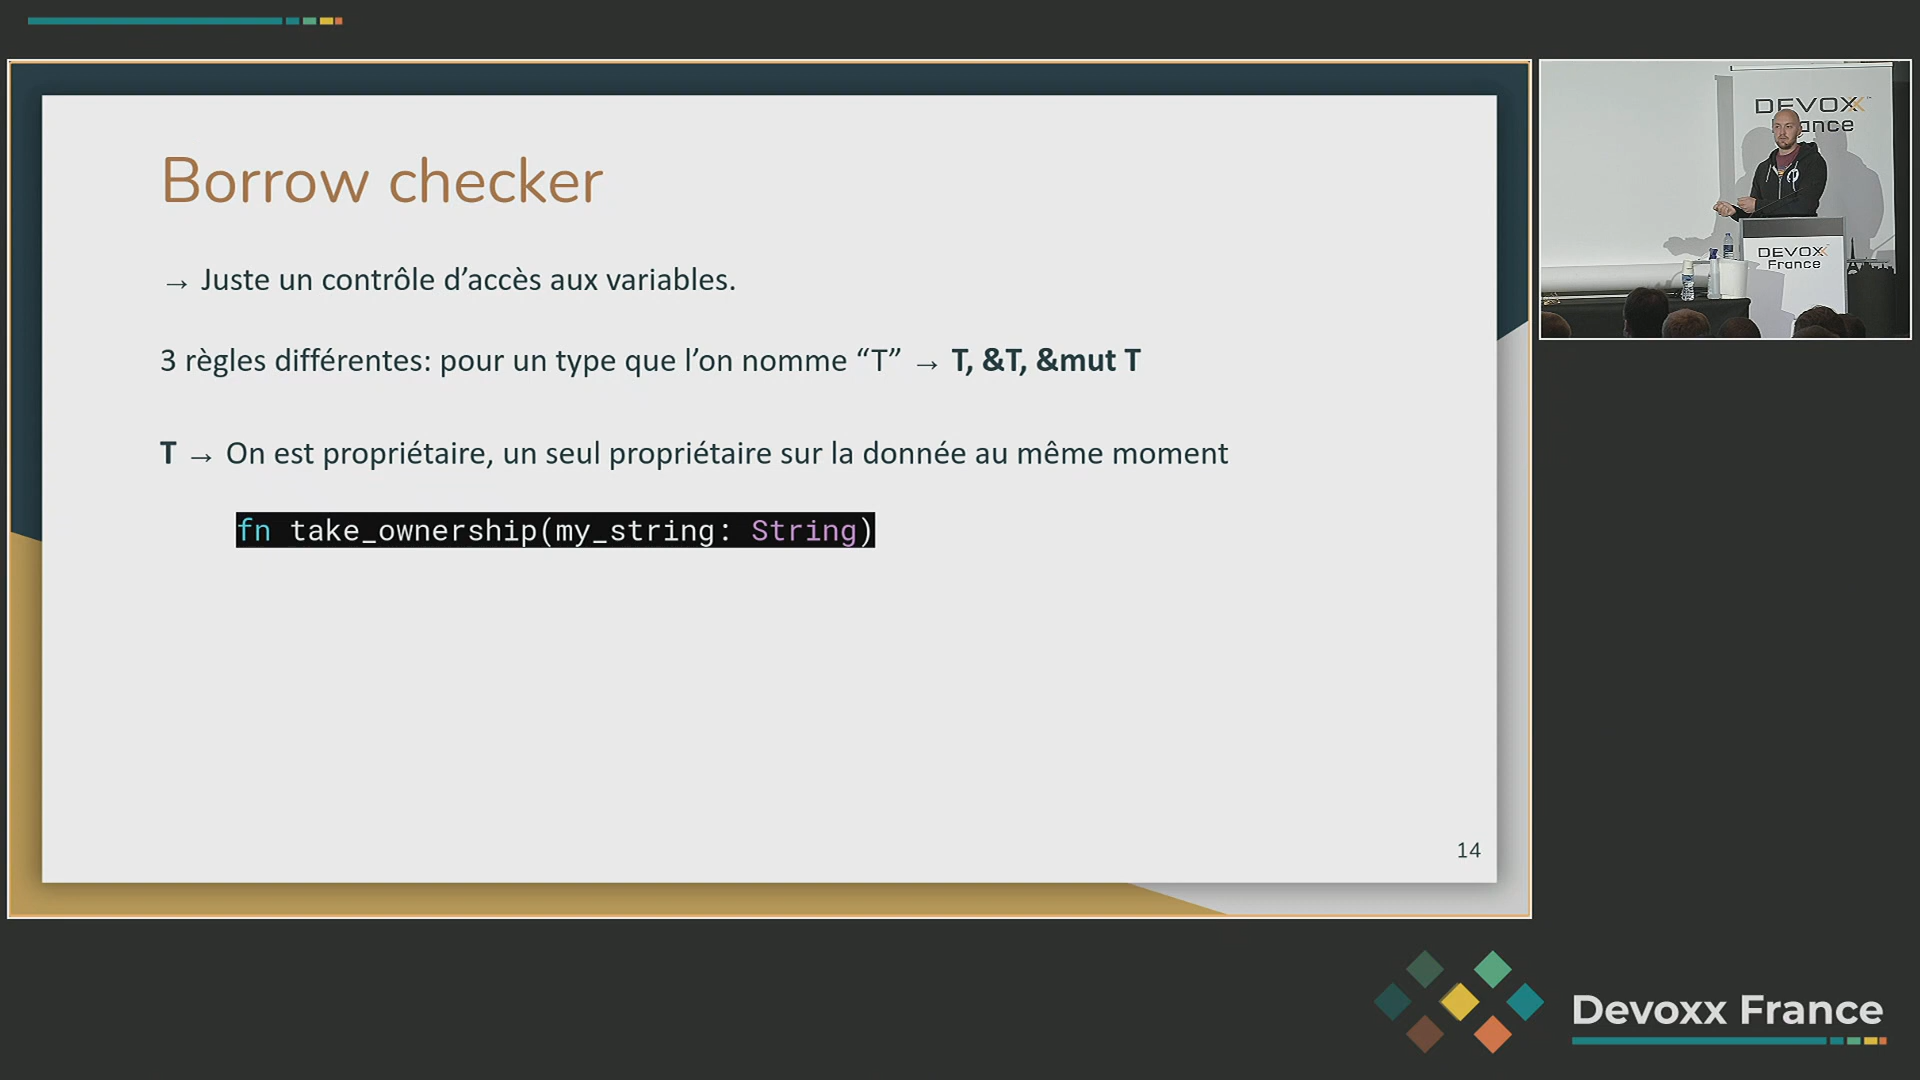 Borrow checker
→ Juste un contrôle d’accès aux variables.
3 règles différentes: pour un type que l’on nomme “T” → T, &T, &mut T
T → On est propriétaire, un seul propriétaire sur la donnée au même moment
fn take_ownership(my_string: String)
14
DEVOXX
France
DEVOXX
France
Devoxx France